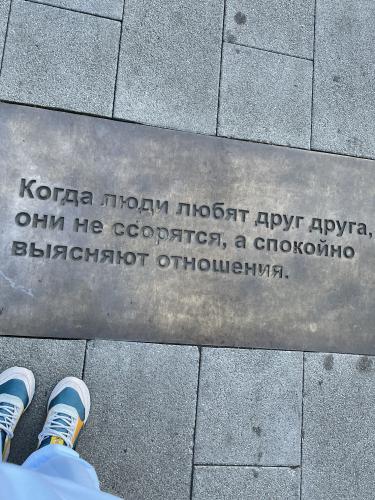 Когда люди любят друг друга,
они не ссорятся, а спокойно
выясняют отношения.